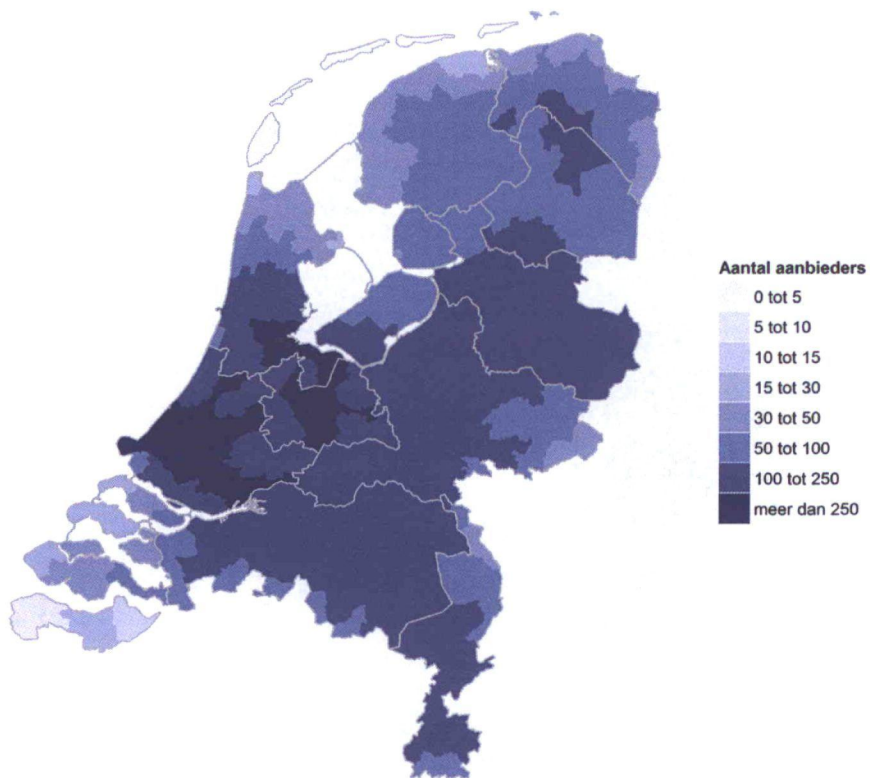 Aantal aanbieders
0 tot 5
5 tot 10
10 tot 15
15 tot 30
30 tot 50
50 tot 100
100 tot 250
meer dan 250